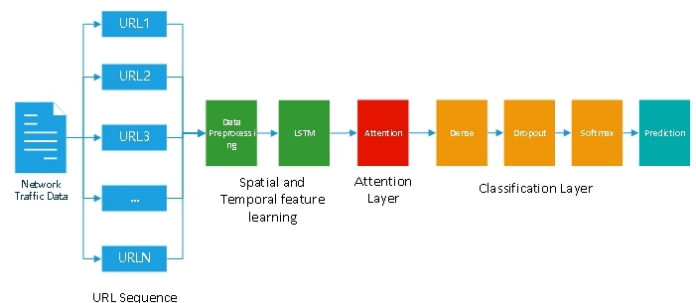 URL1
URL2
URL3
...
URLN
Network
Traffic Data
URL Sequence
Data
Preprocessi
ng
LSTM
Spatial and
Temporal feature
learning
Attention
Attention
Layer
Dense
Dropout
Softmax
Classification Layer
Prediction